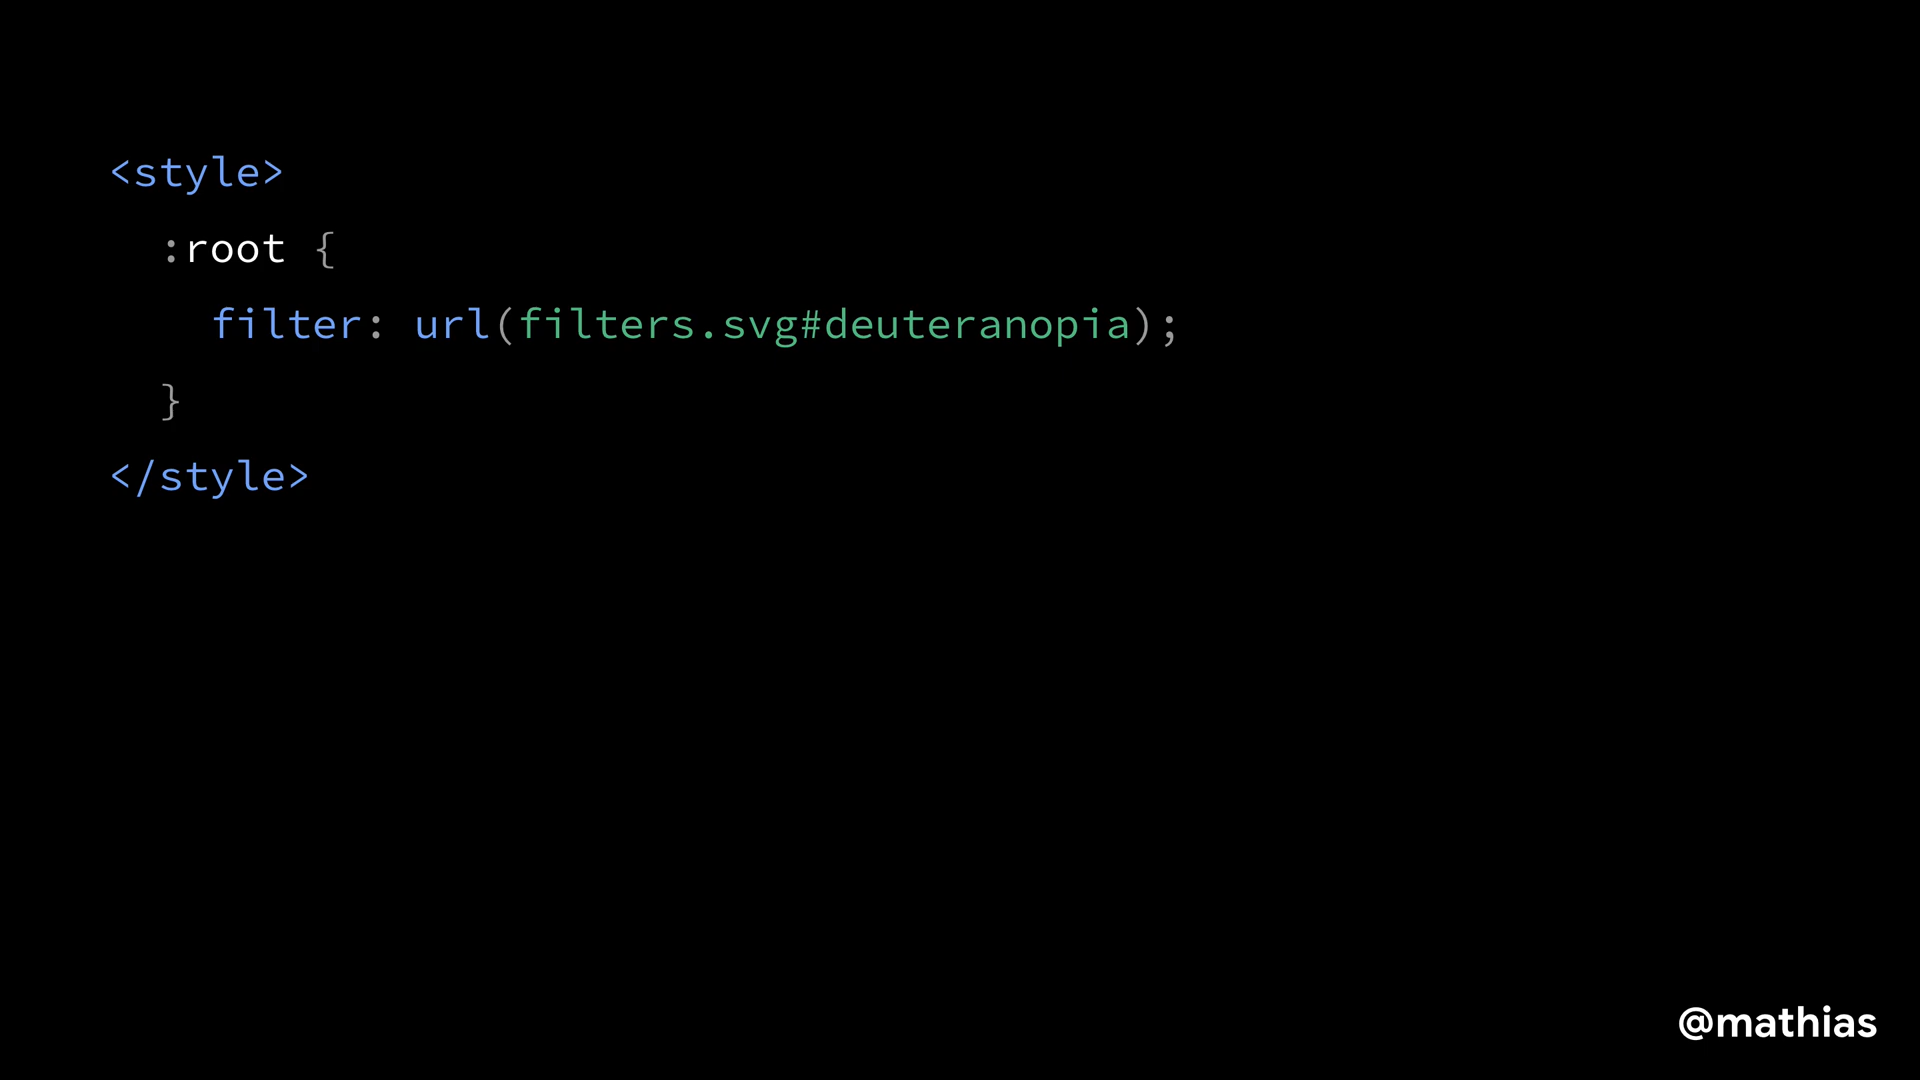 <style>
  :root {
    filter: url(filters.svg#deuteranopia);
  }
</style>
@mathias